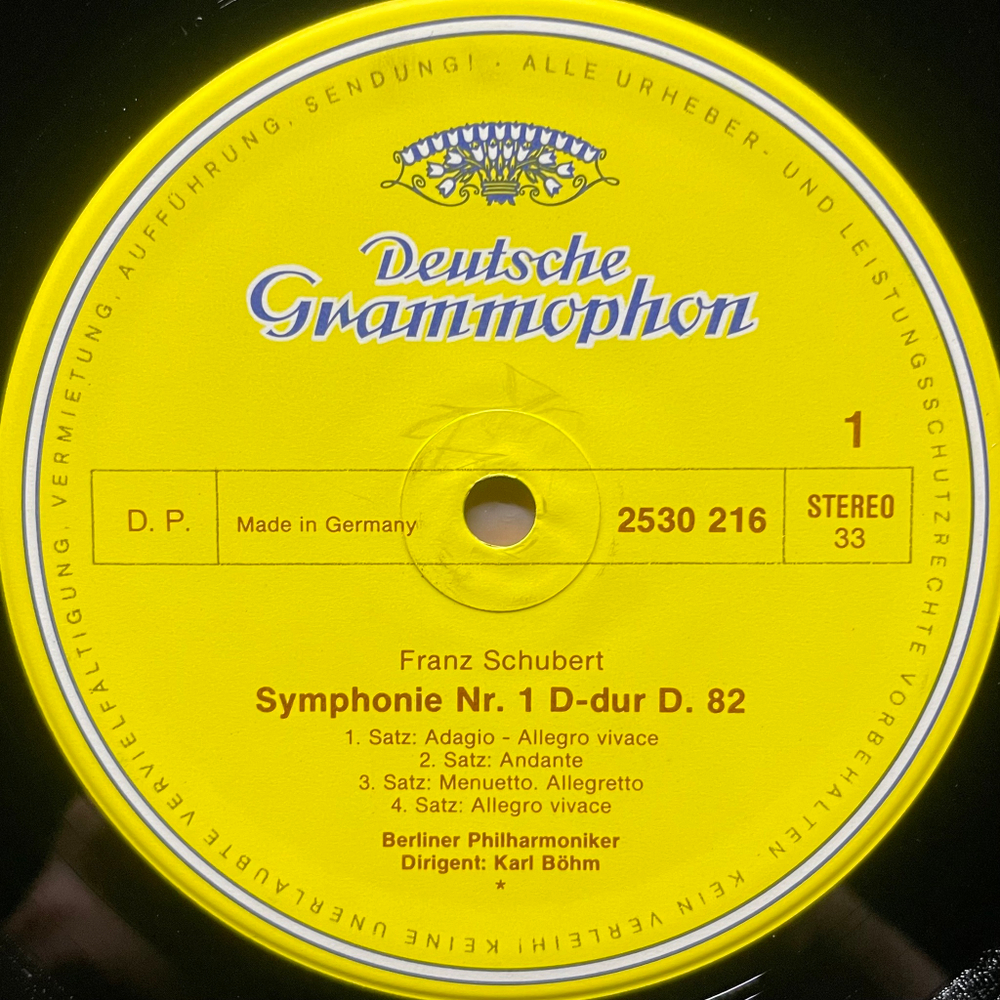 ALLE URHEBER- UND LEISTUNGSSCHUTZRECHTE VORBEHALTEN. KEIN VERLEIH! KEINE UNERLAUBTE VERVIELFÄLTIGUNG, VERMIETUNG, AUFFÜHRUNG, SENDUNG! ·
Deutsche
Grammophon
1
D. P.
Made in Germany
2530 216
STEREO
33
Franz Schubert
Symphonie Nr. 1 D-dur D. 82
1. Satz: Adagio - Allegro vivace
2. Satz: Andante
3. Satz: Menuetto. Allegretto
4. Satz: Allegro vivace
Berliner Philharmoniker
Dirigent: Karl Böhm
*